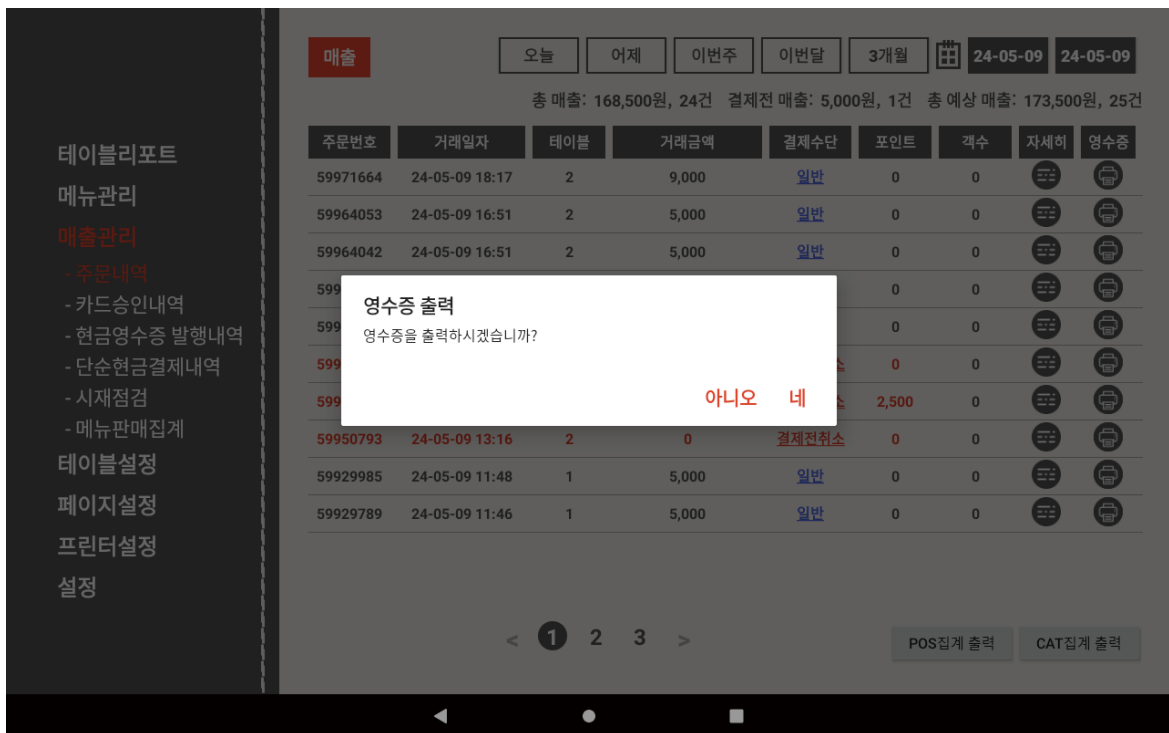 매출
오늘 어제 이번주 이번달 3개월 24-05-09 24-05-09
총 매출: 168,500원, 24건 결제전 매출: 5,000원, 1건 총 예상 매출: 173,500원, 25건
테이블리포트
메뉴관리
매출관리
- 주문내역
- 카드승인내역
- 현금영수증 발행내역
- 단순현금결제내역
- 시재점검
- 메뉴판매집계
테이블설정
페이지설정
프린터설정
설정
주문번호 거래일자 테이블 거래금액 결제수단 포인트 객수 자세히 영수증
59971664 24-05-09 18:17 2 9,000 일반 0 0
59964053 24-05-09 16:51 2 5,000 일반 0 0
59964042 24-05-09 16:51 2 5,000 일반 0 0
599 0 0
599 0 0
599 소 0 0
599 소 2,500 0
59950793 24-05-09 13:16 2 0 결제전취소 0 0
59929985 24-05-09 11:48 1 5,000 일반 0 0
59929789 24-05-09 11:46 1 5,000 일반 0 0
영수증 출력
영수증을 출력하시겠습니까?
아니오 네
< 1 2 3 >
POS집계 출력 CAT집계 출력